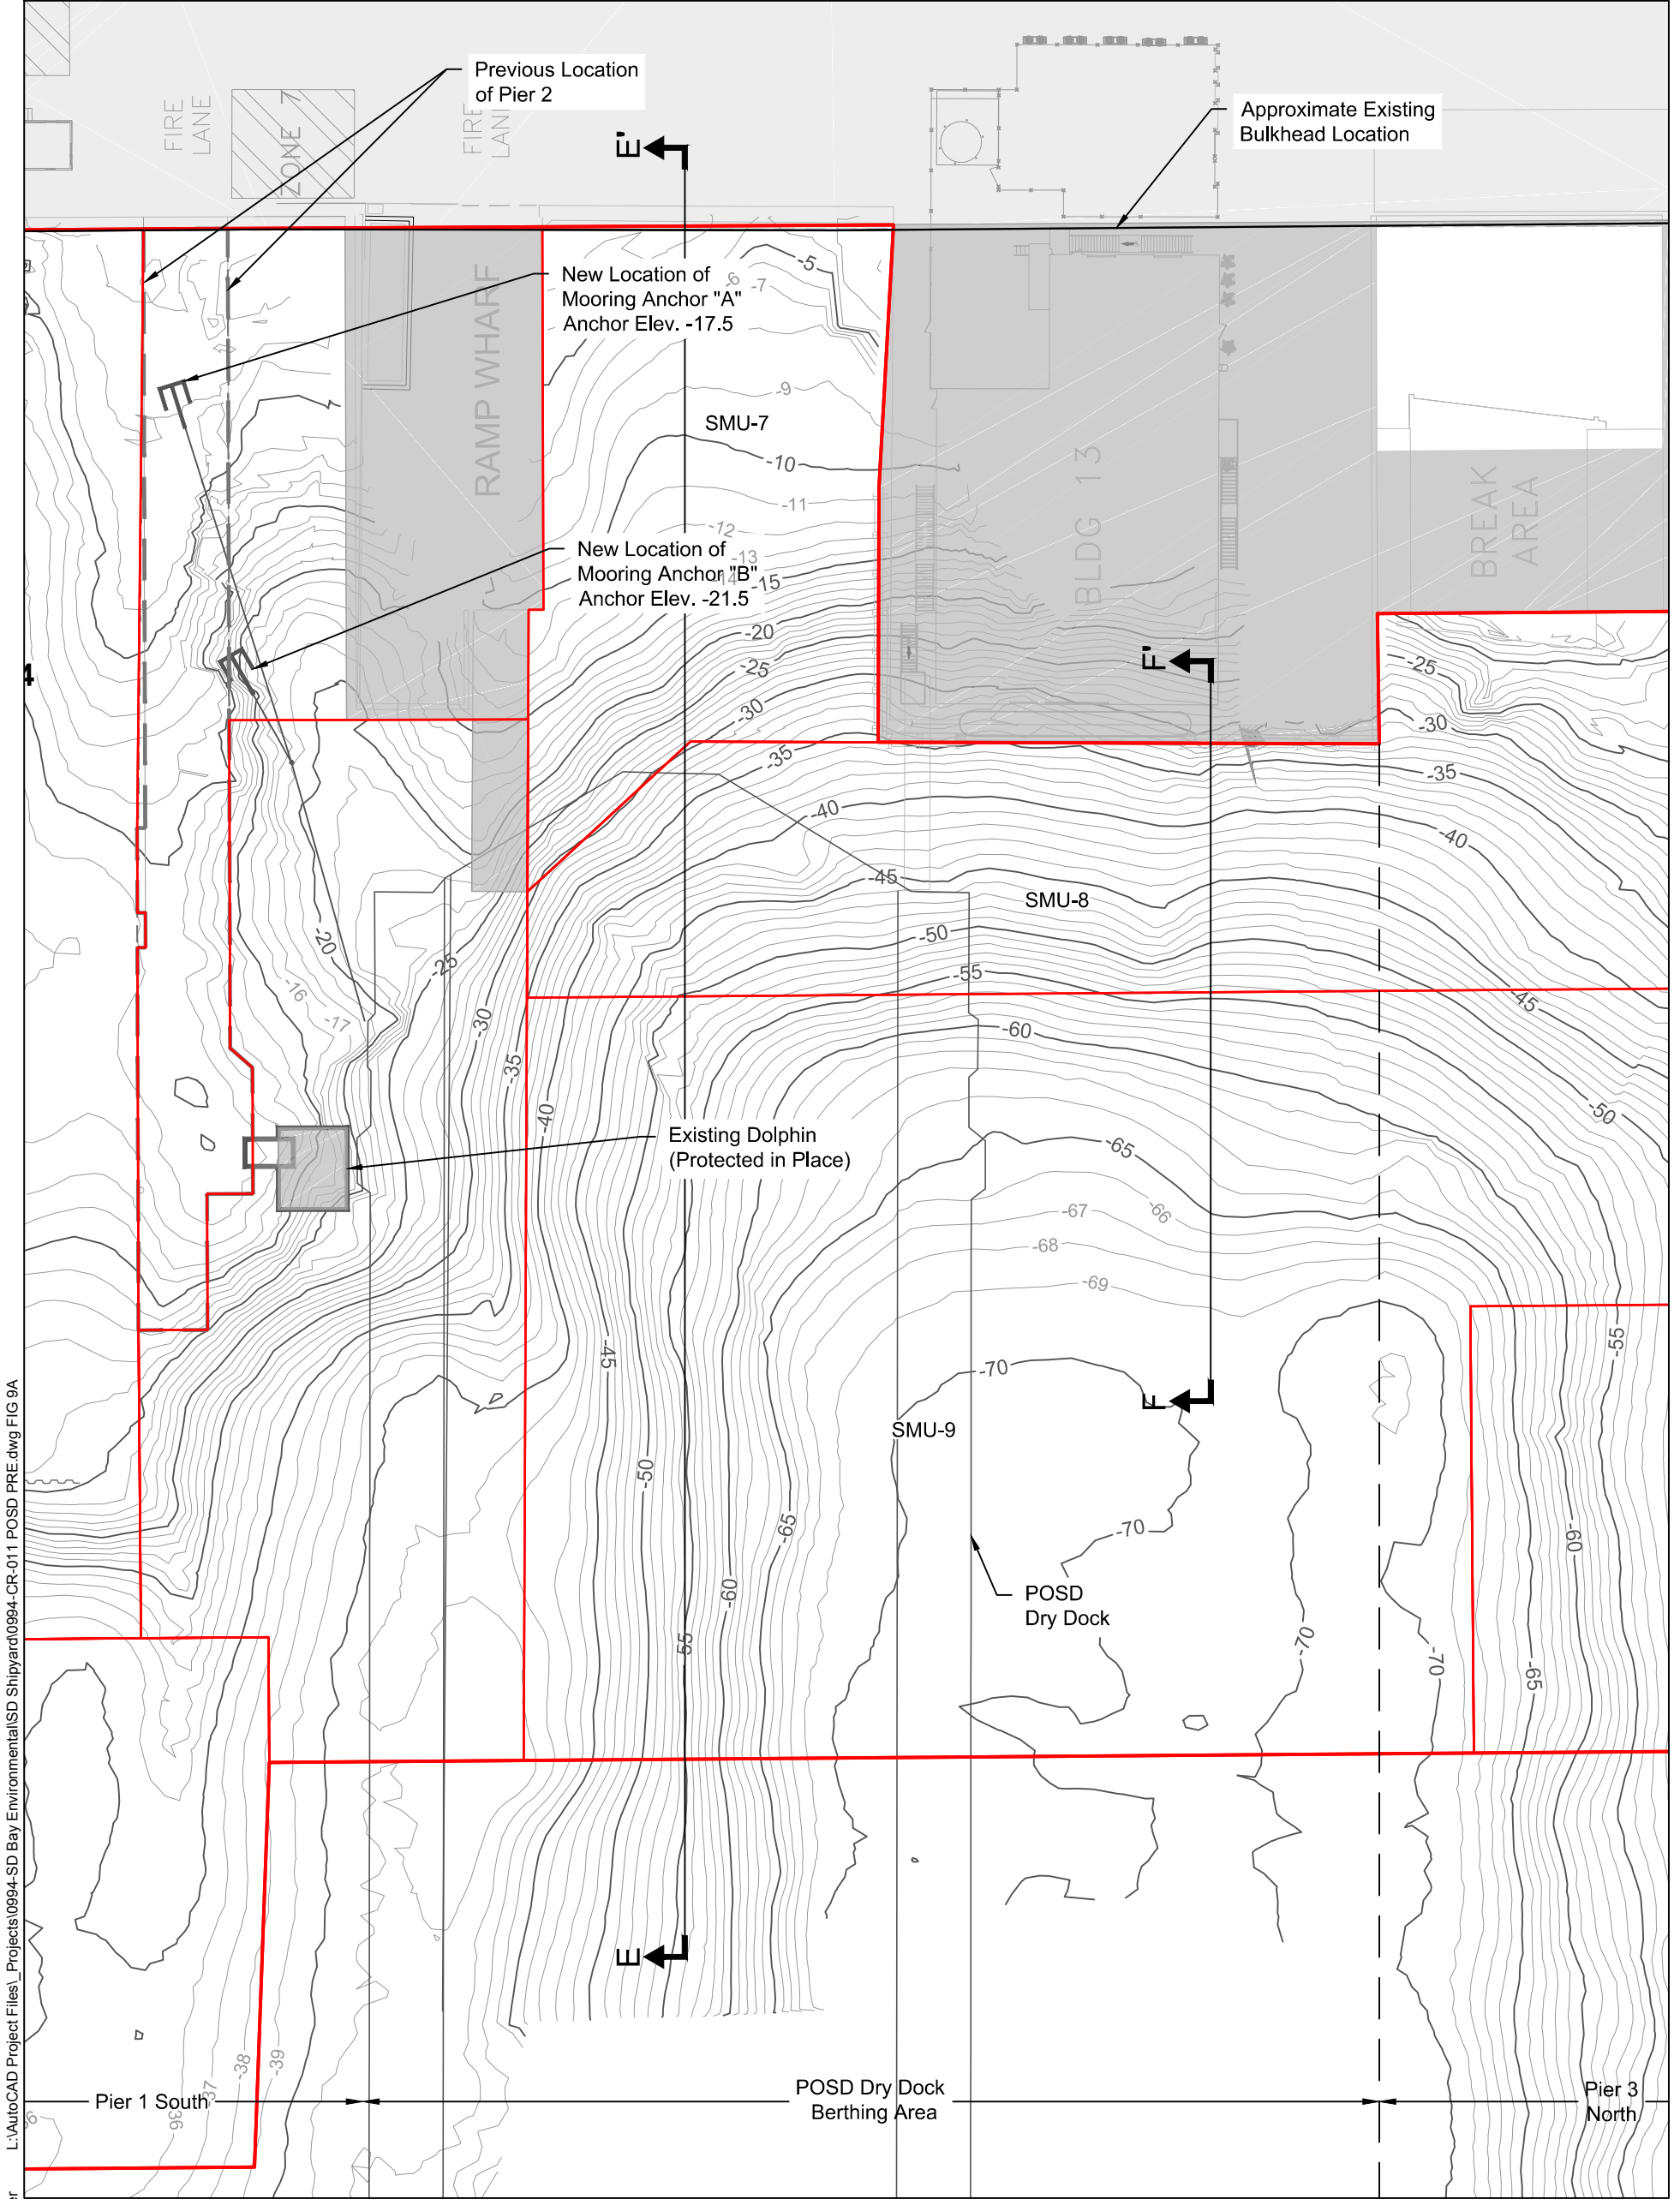 Previous Location
of Pier 2
Approximate Existing
Bulkhead Location
FIRE
LANE
ZONE 7
FIRE
LANE
E'
New Location of
Mooring Anchor "A"
Anchor Elev. -17.5
RAMP WHARF
-5
-6
-7
-9
SMU-7
-10
-11
-12
-13
-14
-15
New Location of
Mooring Anchor "B"
Anchor Elev. -21.5
BLDG 13
BREAK
AREA
-20
-25
-30
-35
F'
-25
-30
-35
-40
4
-40
-45
SMU-8
-50
-55
-45
-20
-16
-17
-25
-30
-35
-40
-60
-50
Existing Dolphin
(Protected in Place)
-65
-66
-67
-68
-69
-45
-70
F
-55
SMU-9
-50
-65
-70
-60
-60
POSD
Dry Dock
55
-70
-70
-65
E
-39
-38
-37
36
Pier 1 South
POSD Dry Dock
Berthing Area
Pier 3
North
L:\AutoCAD Project Files\_Projects\0994-SD Bay Environmental\SD Shipyard\0994-CR-011 POSD PRE.dwg FIG 9A
er